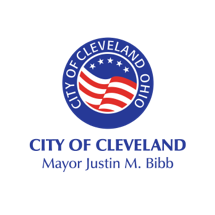 CITY OF CLEVELAND OHIO
CITY OF CLEVELAND
Mayor Justin M. Bibb